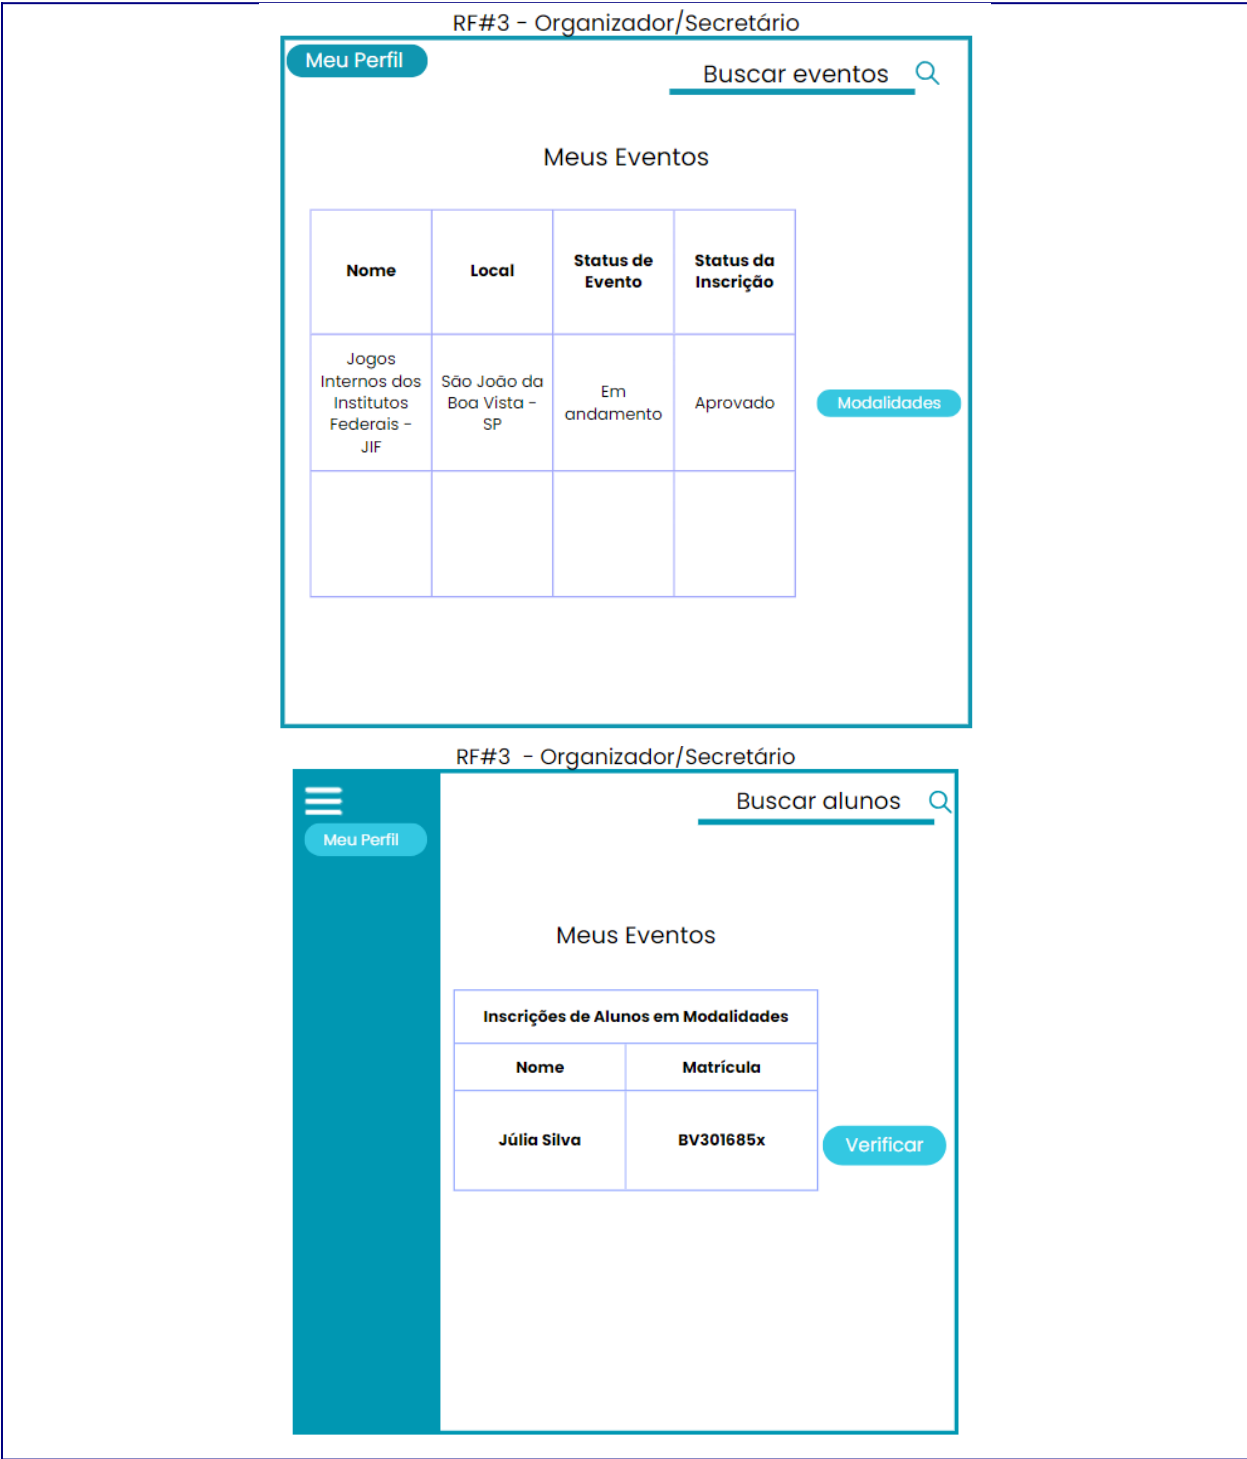 RF#3 - Organizador/Secretário
Meu Perfil
Buscar eventos
Meus Eventos
Nome
Local
Status de
Evento
Status da
Inscrição
Jogos
Internos dos
Institutos
Federais -
JIF
São João da
Boa Vista -
SP
Em
andamento
Aprovado
Modalidades
RF#3 - Organizador/Secretário
Buscar alunos
Meu Perfil
Meus Eventos
Inscrições de Alunos em Modalidades
Nome
Matrícula
Júlia Silva
BV301685x
Verificar